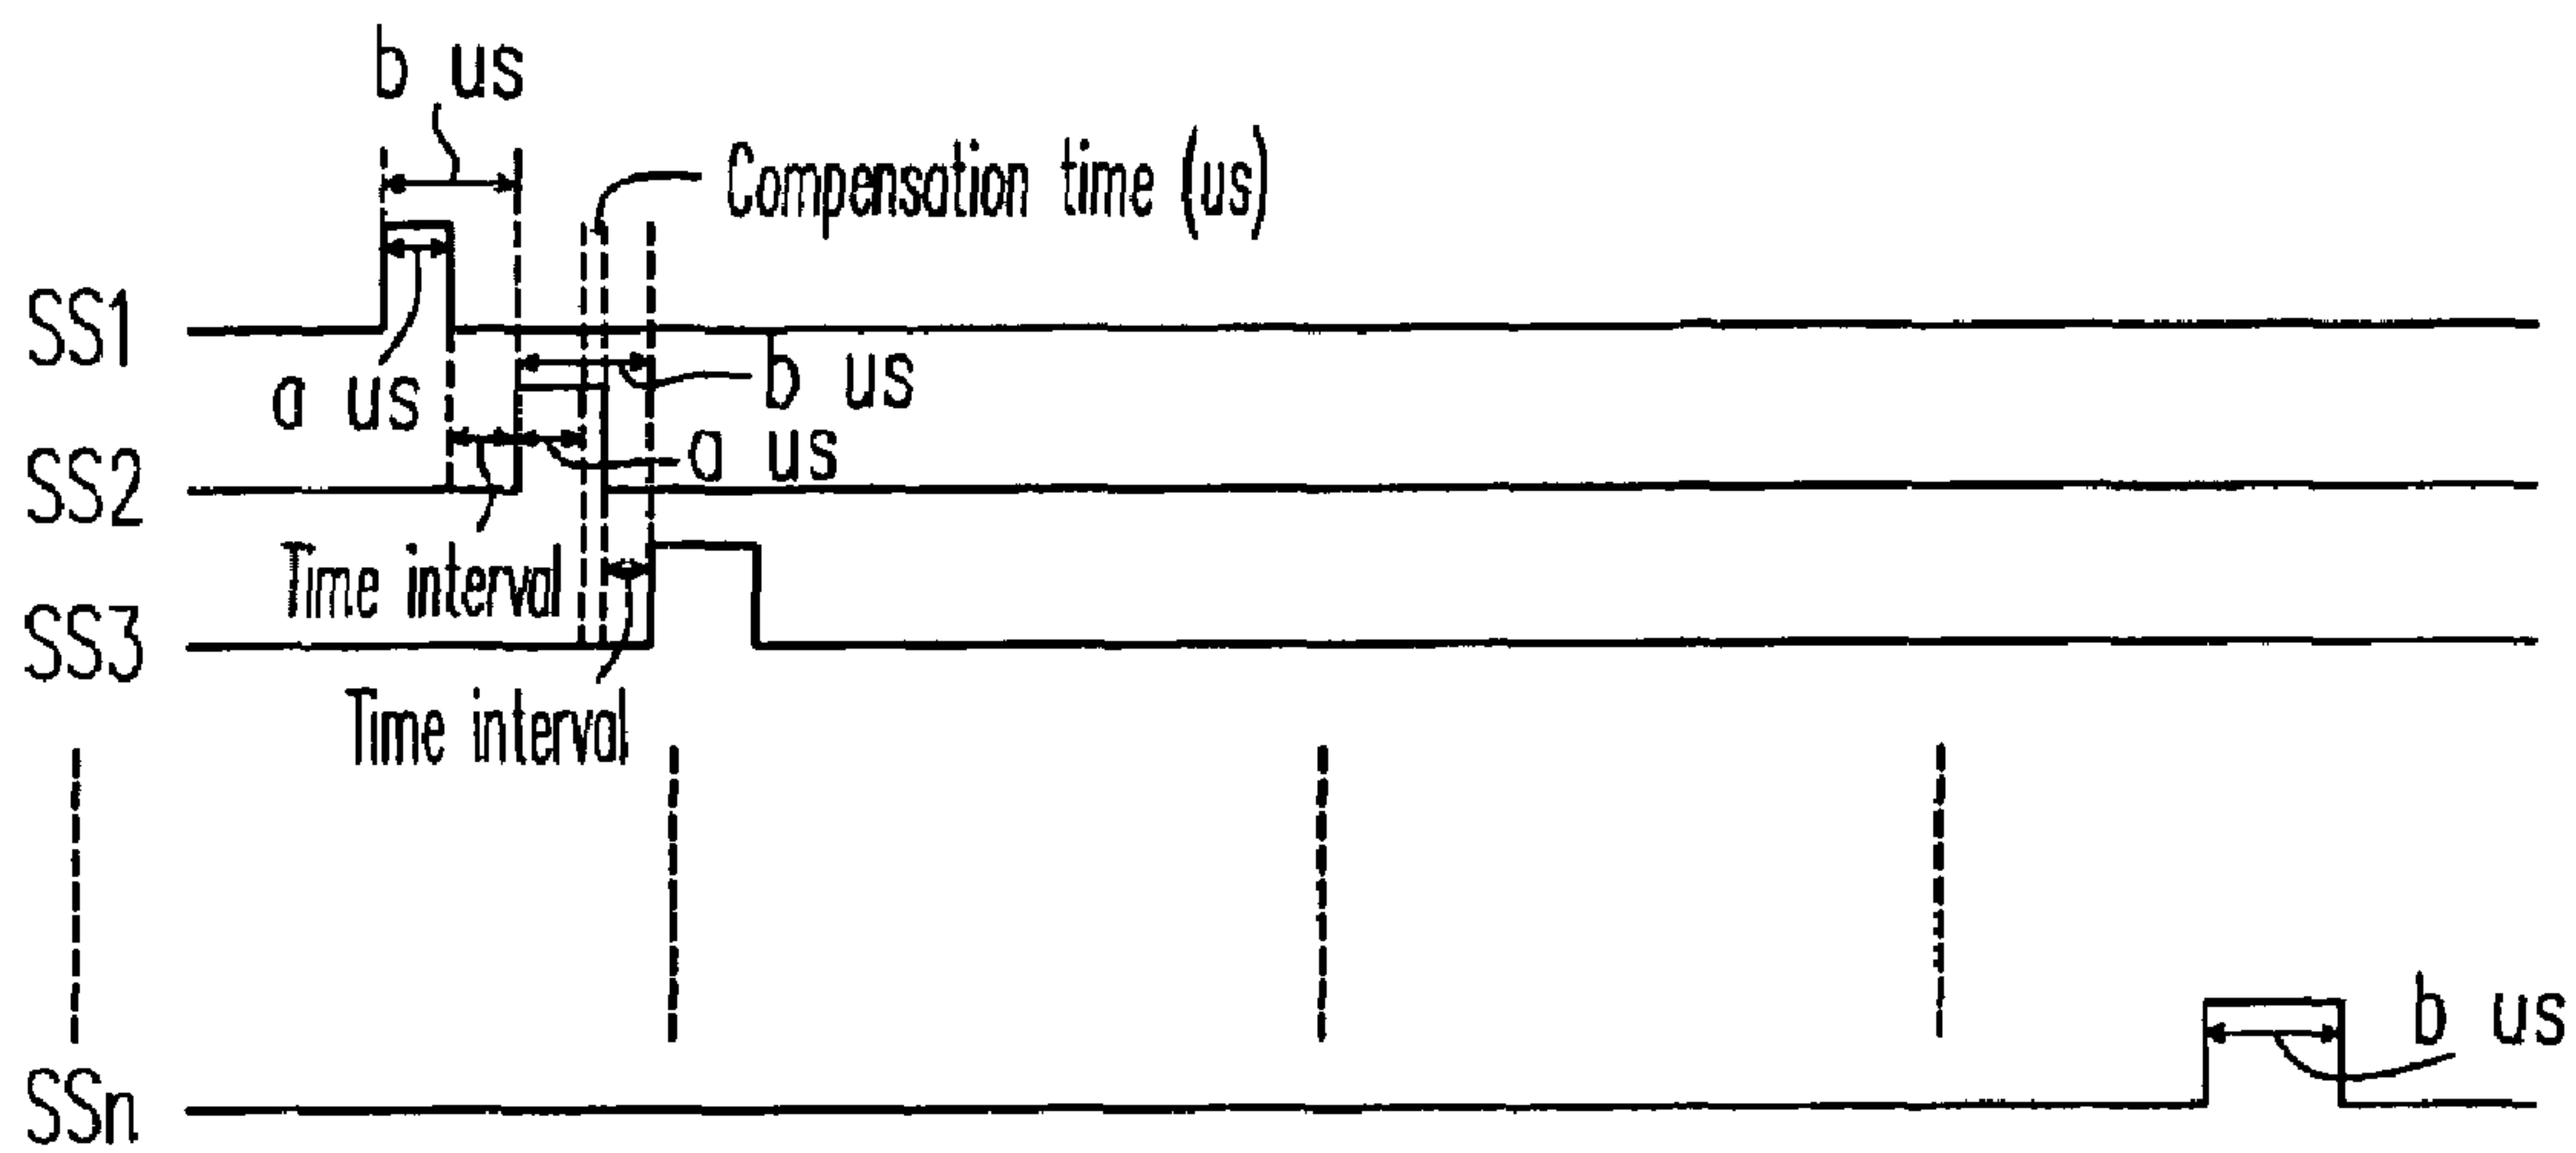 b us
Compensation time (us)
SS1
a us
b us
a us
SS2
Time interval
SS3
Time interval
b us
SSn